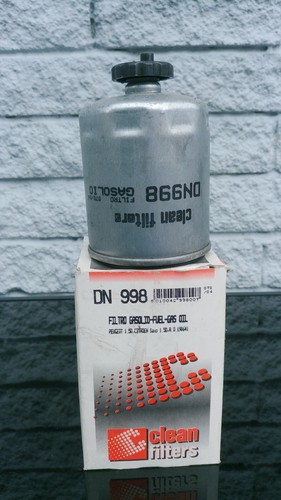 DN998
clean filters
FILTRO
GASOLIO
DN 998
FILTRO GASOLIO-FUEL-GAS OIL
clean
filters